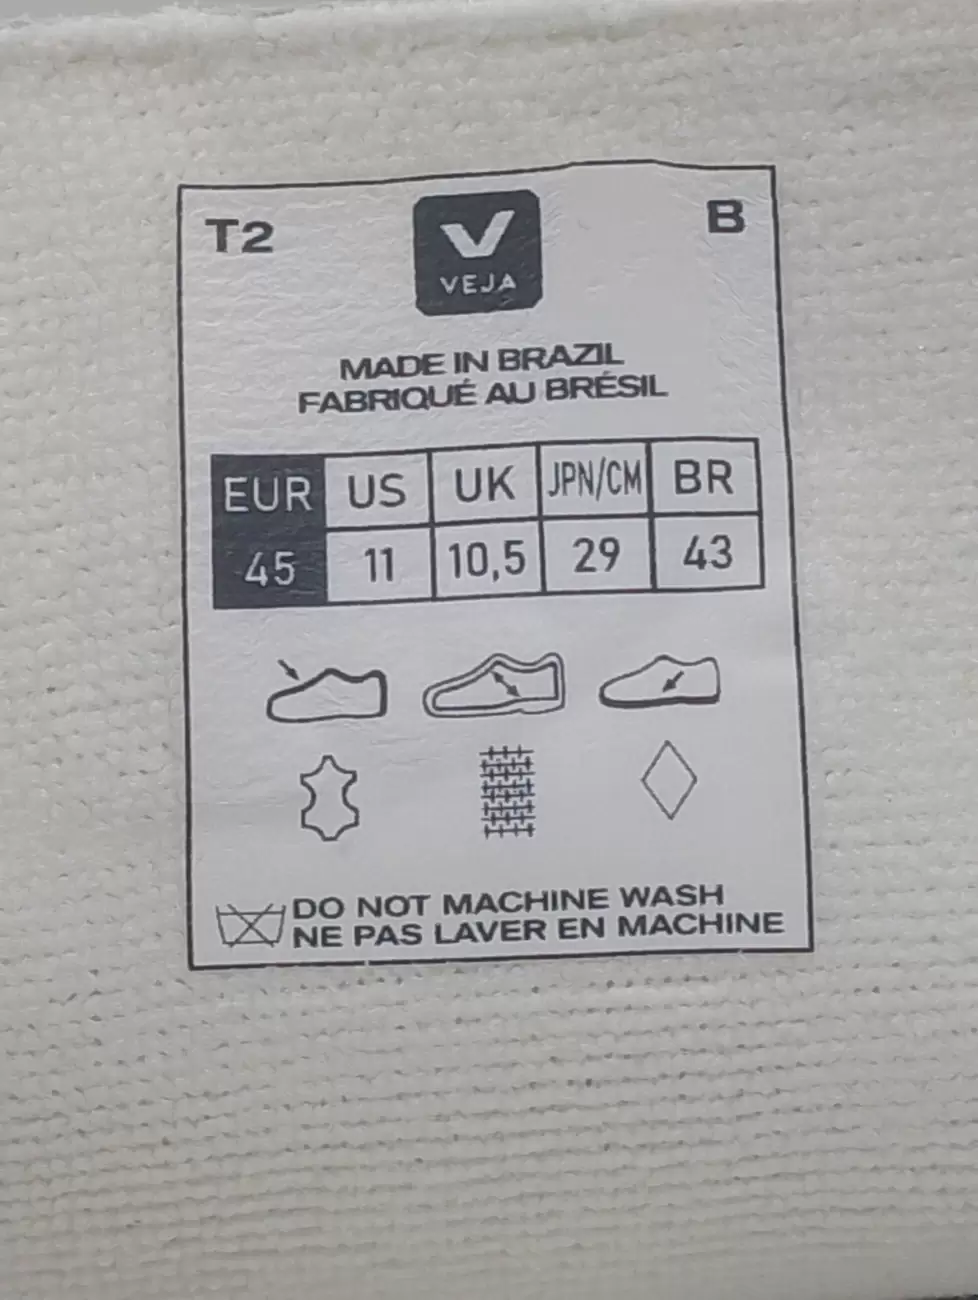 T2
B
VEJA
MADE IN BRAZIL
FABRIQUÉ AU BRÉSIL
EUR US UK JPN/CM BR
45 11 10,5 29 43
DO NOT MACHINE WASH
NE PAS LAVER EN MACHINE